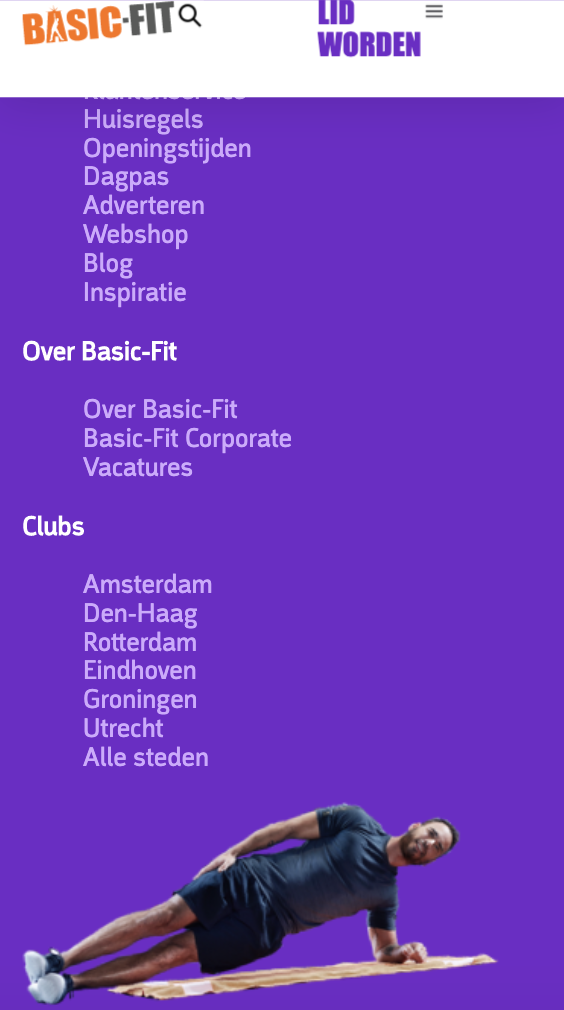 BASIC-FIT
LID
WORDEN
Huisregels
Openingstijden
Dagpas
Adverteren
Webshop
Blog
Inspiratie
Over Basic-Fit
Over Basic-Fit
Basic-Fit Corporate
Vacatures
Clubs
Amsterdam
Den-Haag
Rotterdam
Eindhoven
Groningen
Utrecht
Alle steden